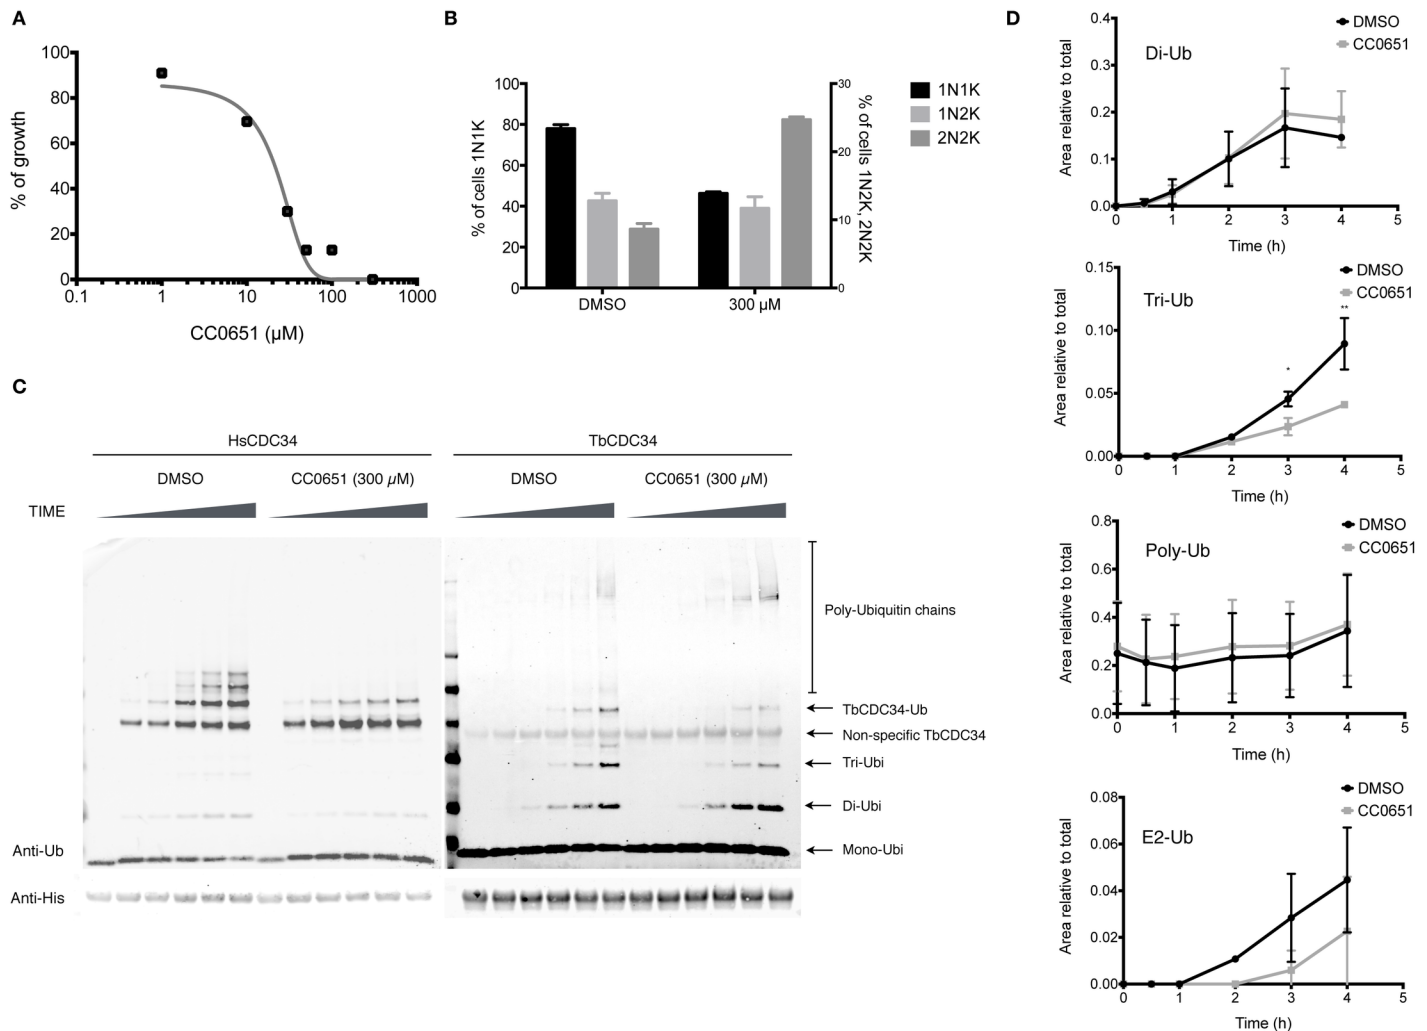 A
100
80
60
40
20
0
% of growth
0.1
1
10
100
1000
CC0651 (µM)
B
100
80
60
40
20
0
% of cells 1N1K
30
20
10
0
% of cells 1N2K, 2N2K
DMSO
300 µM
1N1K
1N2K
2N2K
C
HsCDC34
TbCDC34
DMSO
CC0651 (300 µM)
DMSO
CC0651 (300 µM)
TIME
Poly-Ubiquitin chains
TbCDC34-Ub
Non-specific TbCDC34
Tri-Ubi
Di-Ubi
Mono-Ubi
Anti-Ub
Anti-His
D
DMSO
CC0651
Di-Ub
0.4
0.3
0.2
0.1
0.0
Area relative to total
0 1 2 3 4 5
Time (h)
DMSO
CC0651
Tri-Ub
**
*
0.15
0.10
0.05
0.00
Area relative to total
0 1 2 3 4 5
Time (h)
DMSO
CC0651
Poly-Ub
0.8
0.6
0.4
0.2
0.0
Area relative to total
0 1 2 3 4 5
Time (h)
DMSO
CC0651
E2-Ub
0.08
0.06
0.04
0.02
0.00
Area relative to total
0 1 2 3 4 5
Time (h)